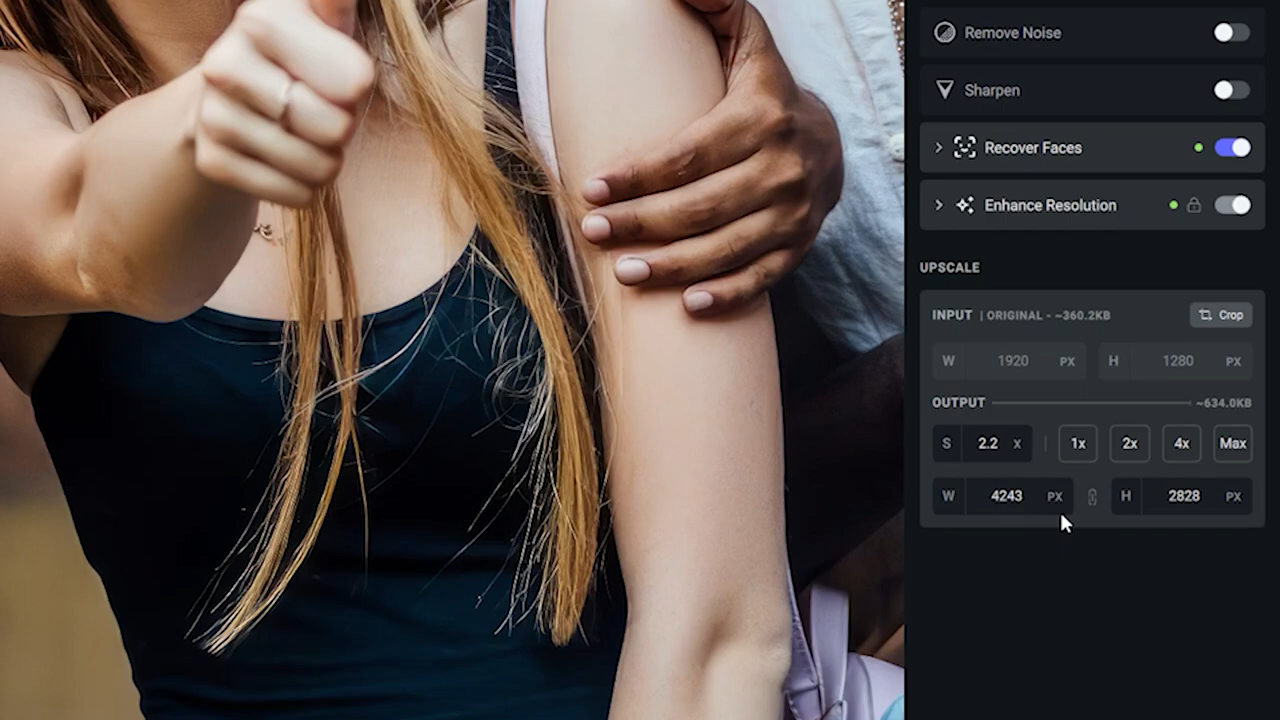 Remove Noise
Sharpen
Recover Faces
Enhance Resolution
UPSCALE
INPUT | ORIGINAL - ~360.2KB Crop
W 1920 PX H 1280 PX
OUTPUT ~634.0KB
S 2.2 X 1x 2x 4x Max
W 4243 PX H 2828 PX